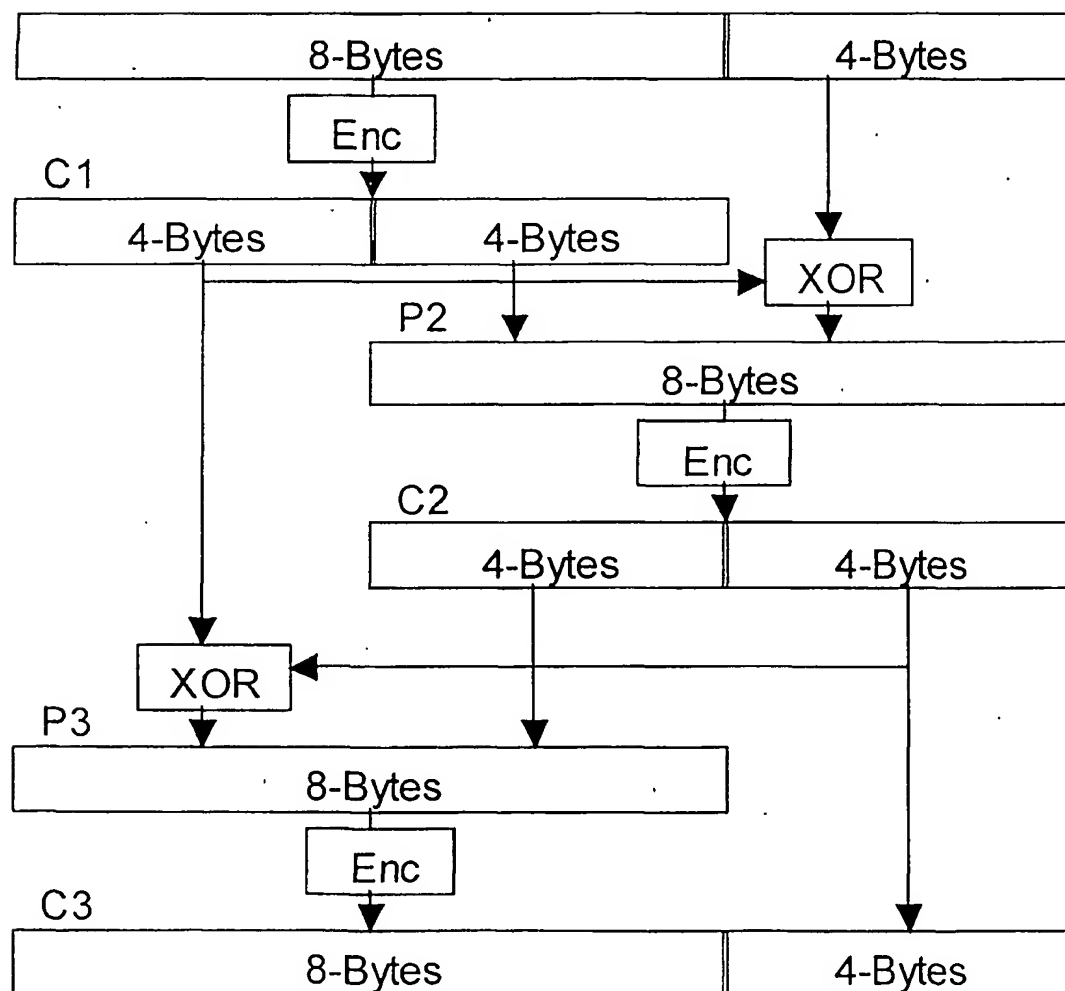 8-Bytes 4-Bytes
Enc
C1
4-Bytes 4-Bytes
XOR
P2
8-Bytes
Enc
C2
4-Bytes 4-Bytes
XOR
P3
8-Bytes
Enc
C3
8-Bytes 4-Bytes